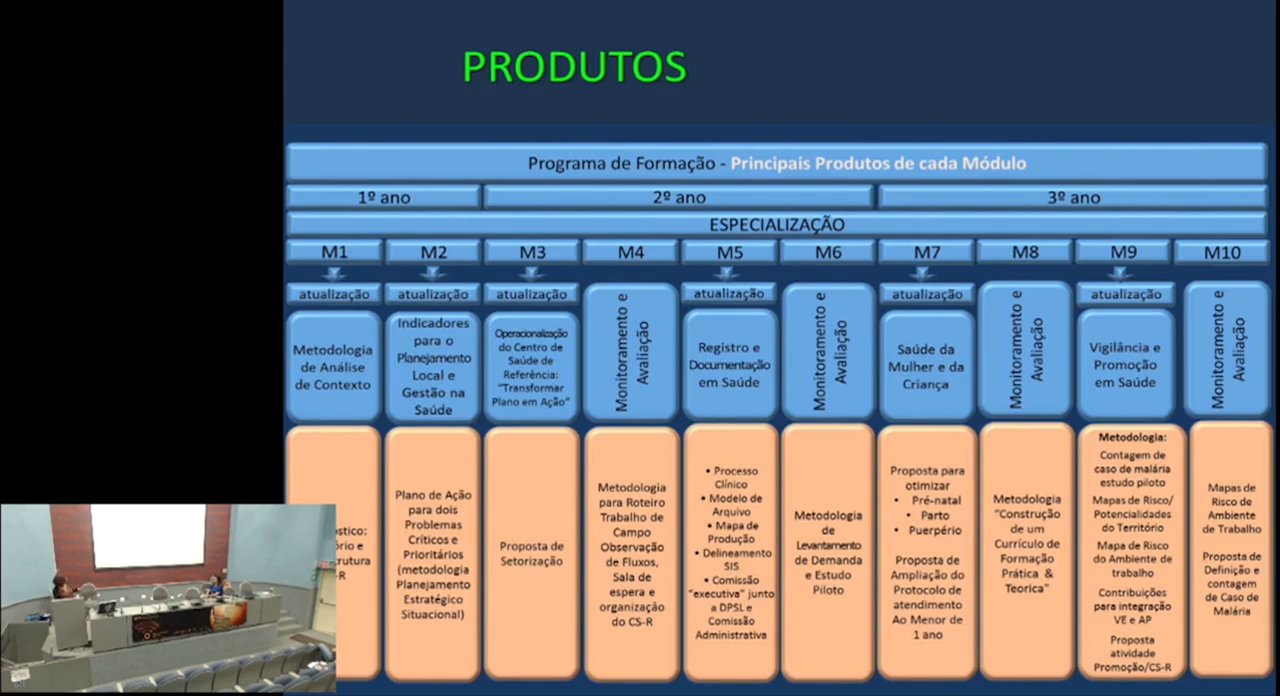 PRODUTOS
Programa de Formação - Principais Produtos de cada Módulo
1º ano
2º ano
3º ano
ESPECIALIZAÇÃO
M1
M2
M3
M4
M5
M6
M7
M8
M9
M10
atualização
atualização
atualização
atualização
atualização
atualização
Metodologia
de Análise
de Contexto
Indicadores
para o
Planejamento
Local e
Gestão na
Saúde
Operacionalização
do Centro de
Saúde de
Referência:
“Transformar
Plano em Ação”
Monitoramento e
Avaliação
Registro e
Documentação
em Saúde
Monitoramento e
Avaliação
Saúde da
Mulher e da
Criança
Monitoramento e
Avaliação
Vigilância e
Promoção
em Saúde
Monitoramento e
Avaliação
Plano de Ação
para dois
Problemas
Críticos e
Prioritários
(metodologia
Planejamento
Estratégico
Situacional)
Proposta de
Setorização
Metodologia
para Roteiro
Trabalho de
Campo
Observação
de Fluxos,
Sala de
espera e
organização
do CS-R
• Processo
Clínico
• Modelo de
Arquivo
• Mapa de
Produção
• Delineamento
SIS
• Comissão
“executiva” junto
a DPSL e
Comissão
Administrativa
Metodologia
de
Levantamento
de Demanda
e Estudo
Piloto
Proposta para
otimizar
• Pré-natal
• Parto
• Puerpério
Proposta de
Ampliação do
Protocolo de
atendimento
Ao Menor de
1 ano
Metodologia
“Construção
de um
Currículo de
Formação
Prática &
Teorica”
Metodologia:
Contagem de
caso de malária
estudo piloto
Mapas de Risco/
Potencialidades
do Território
Mapa de Risco
do Ambiente de
trabalho
Contribuições
para integração
VE e AP
Proposta
atividade
Promoção/CS-R
Mapas de
Risco de
Ambiente
de Trabalho
Proposta de
Definição e
contagem
de Caso de
Malária